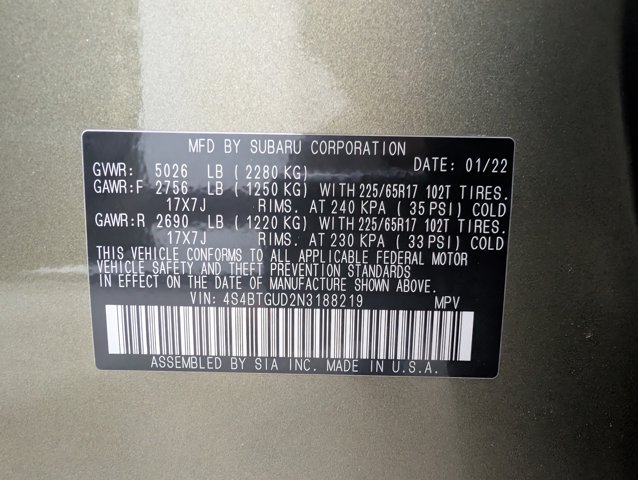 MFD BY SUBARU CORPORATION
GVWR: 5026 LB ( 2280 KG) DATE: 01/22
GAWR:F 2756 LB ( 1250 KG) WITH 225/65R17 102T TIRES.
17X7J RIMS. AT 240 KPA ( 35 PSI) COLD
GAWR:R 2690 LB ( 1220 KG) WITH 225/65R17 102T TIRES.
17X7J RIMS. AT 230 KPA ( 33 PSI) COLD
THIS VEHICLE CONFORMS TO ALL APPLICABLE FEDERAL MOTOR
VEHICLE SAFETY AND THEFT PREVENTION STANDARDS
IN EFFECT ON THE DATE OF MANUFACTURE SHOWN ABOVE.
VIN: 4S4BTGUD2N3188219 MPV
ASSEMBLED BY SIA INC. MADE IN U.S.A.